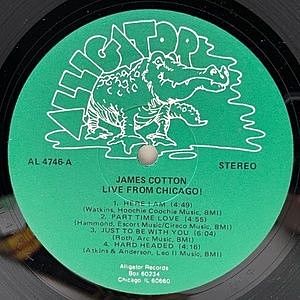 ALLIGATOR
AL 4746-A
STEREO
JAMES COTTON
LIVE FROM CHICAGO!
1. HERE I AM (4:49)
(Watkins, Hoochie Coochie Music, BMI)
2. PART TIME LOVE (4:55)
(Hammond, Escort Music/Cireco Music, BMI)
3. JUST TO BE WITH YOU (6:04)
(Roth, Arc Music, BMI)
4. HARD HEADED (4:16)
(Atkins & Anderson, Leo II Music, BMI)
Alligator Records
Box 60234
Chicago IL 60660